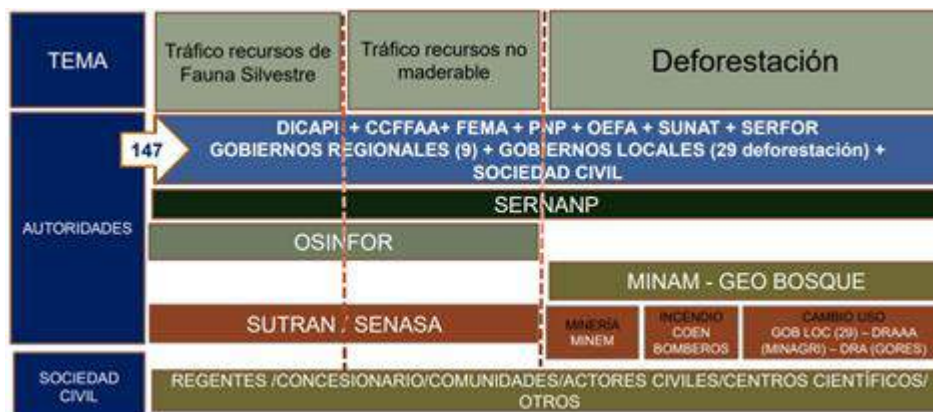 TEMA
Tráfico recursos de
Fauna Silvestre
Tráfico recursos no
maderable
Deforestación
147
DICAPI + CCFFAA+ FEMA + PNP + OEFA + SUNAT + SERFOR
GOBIERNOS REGIONALES (9) + GOBIERNOS LOCALES (29 deforestación) +
SOCIEDAD CIVIL
AUTORIDADES
SERNANP
OSINFOR
MINAM - GEO BOSQUE
SUTRAN / SENASA
MINERÍA
MINEM
INCENDIO
COEN
BOMBEROS
CAMBIO USO
GOB LOC (29) – DRAAA
(MINAGRI) – DRA (GORES)
SOCIEDAD
CIVIL
REGENTES /CONCESIONARIO/COMUNIDADES/ACTORES CIVILES/CENTROS CIENTÍFICOS/
OTROS